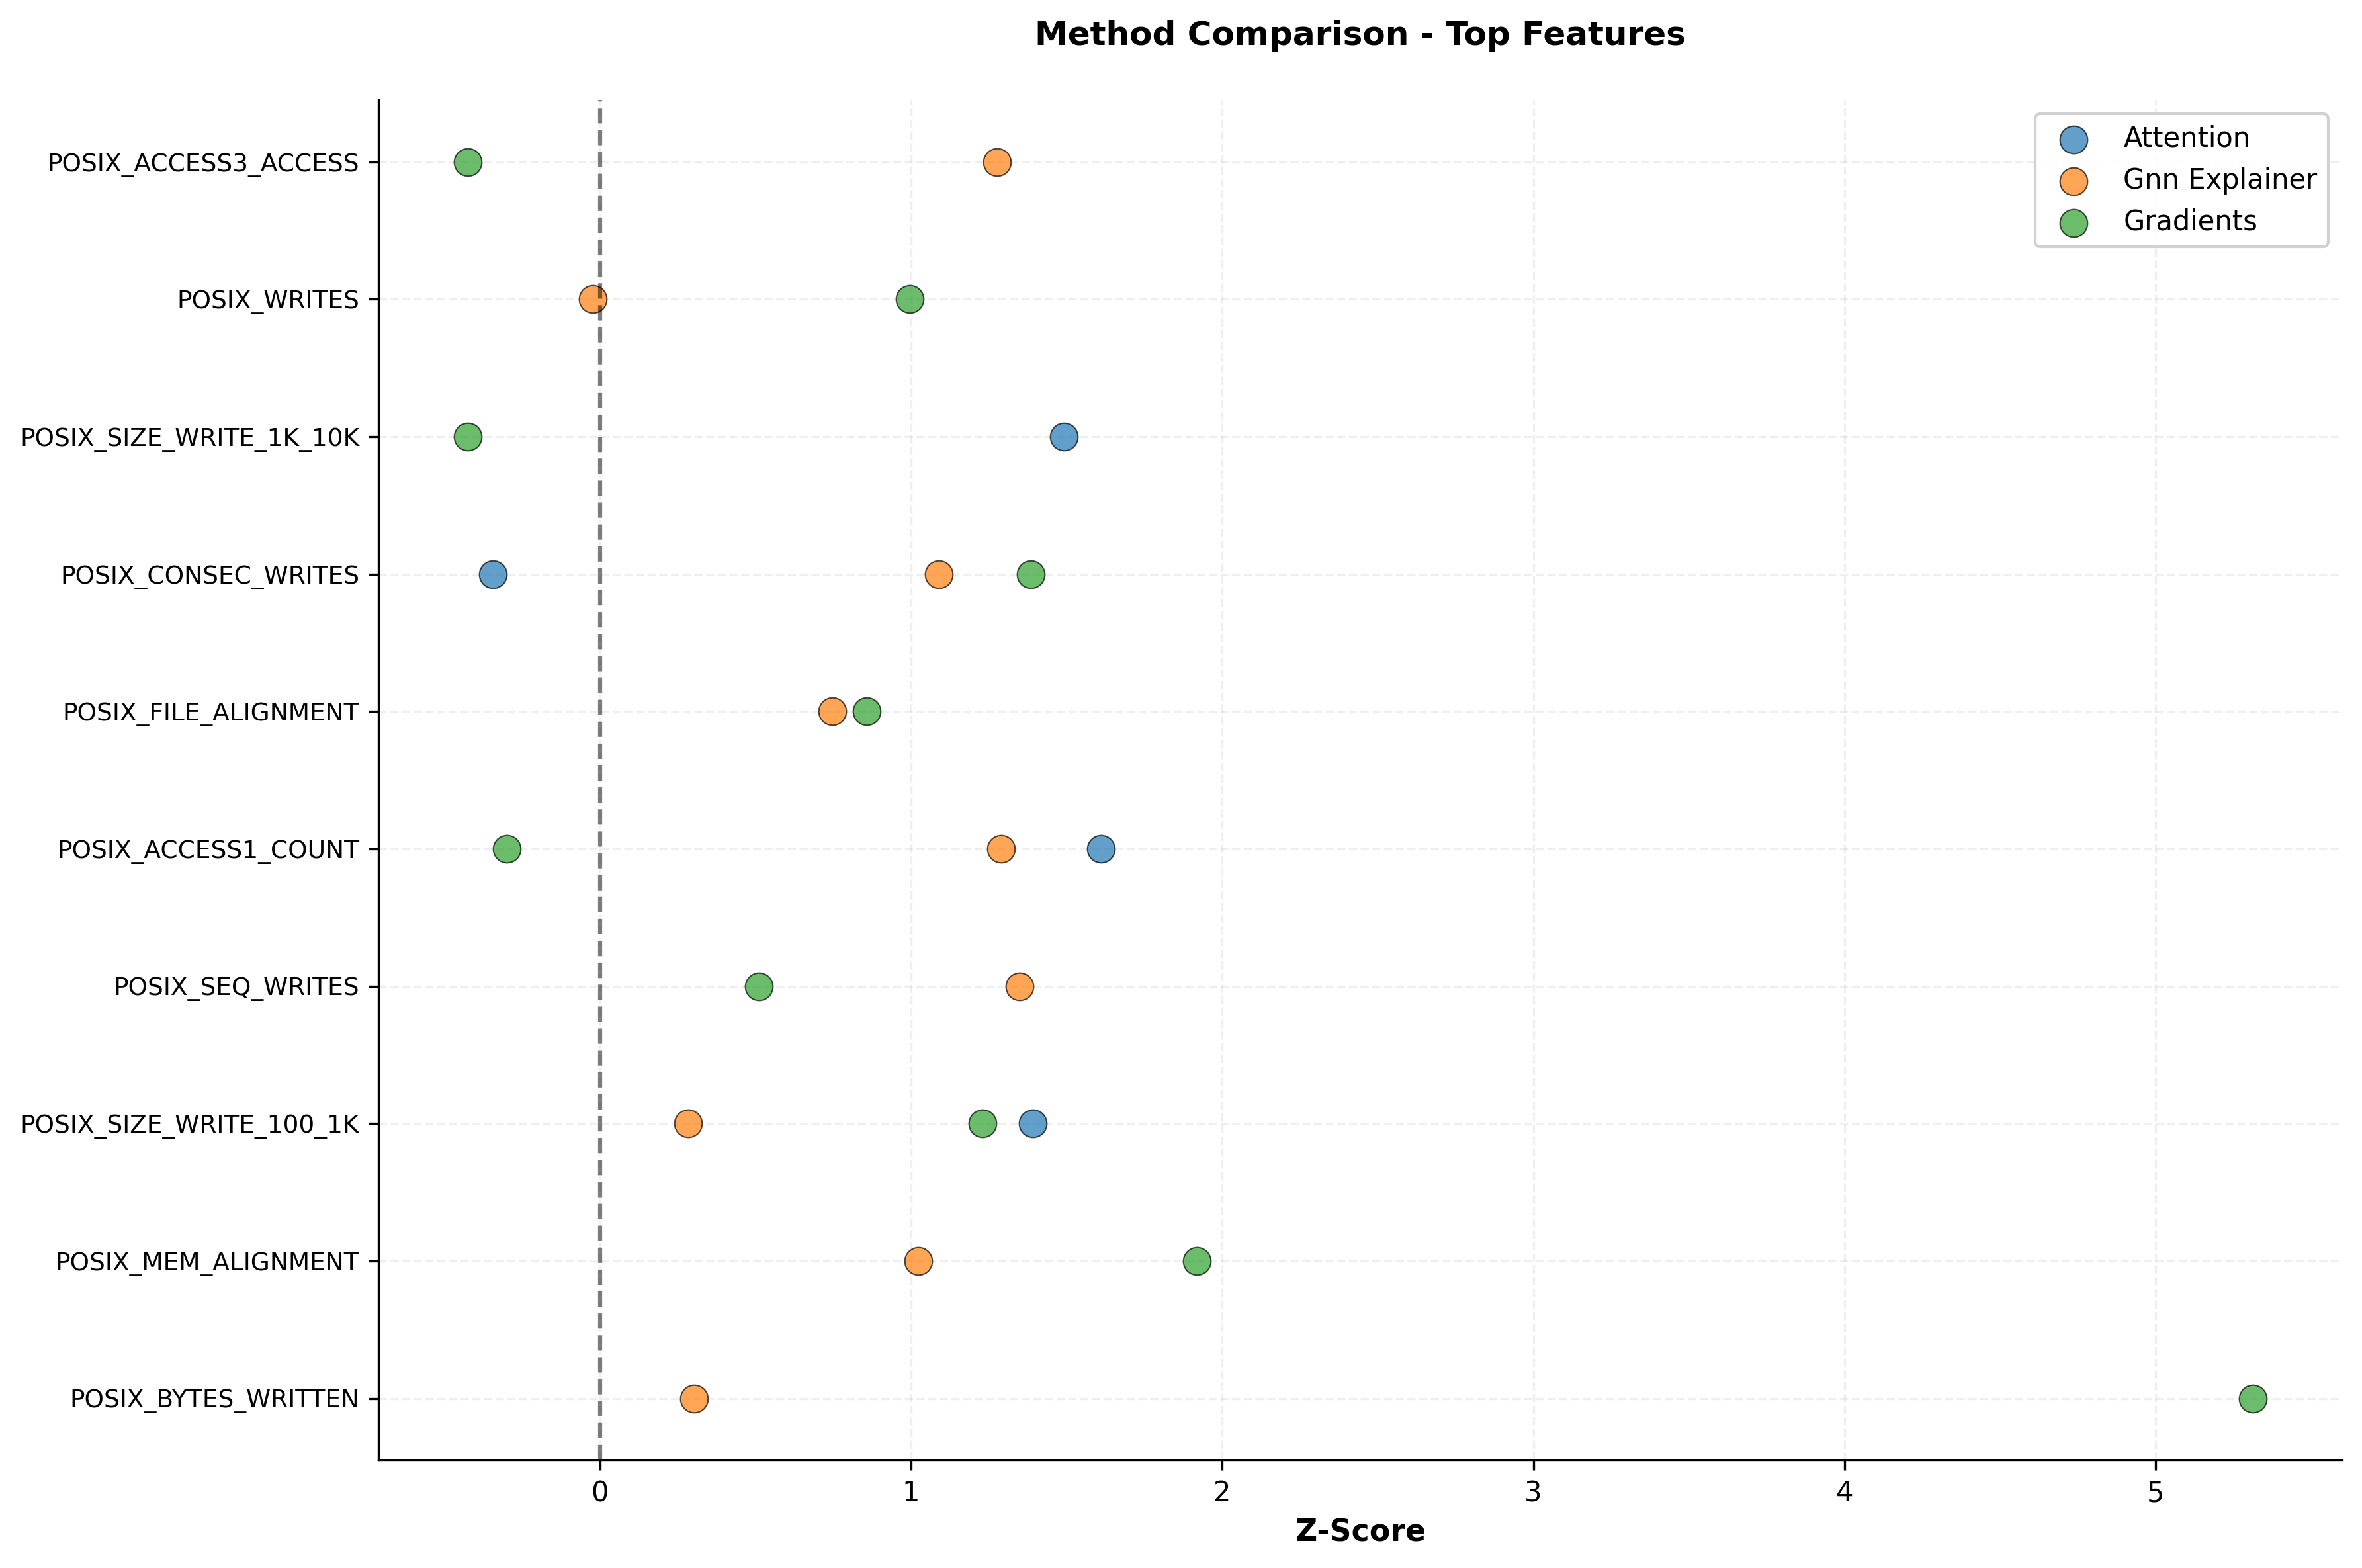 Method Comparison - Top Features
Attention
Gnn Explainer
Gradients
POSIX_ACCESS3_ACCESS
POSIX_WRITES
POSIX_SIZE_WRITE_1K_10K
POSIX_CONSEC_WRITES
POSIX_FILE_ALIGNMENT
POSIX_ACCESS1_COUNT
POSIX_SEQ_WRITES
POSIX_SIZE_WRITE_100_1K
POSIX_MEM_ALIGNMENT
POSIX_BYTES_WRITTEN
0 1 2 3 4 5
Z-Score